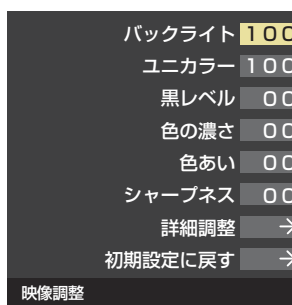 バックライト 100
ユニカラー 100
黒レベル 00
色の濃さ 00
色あい 00
シャープネス 00
詳細調整 →
初期設定に戻す →
映像調整